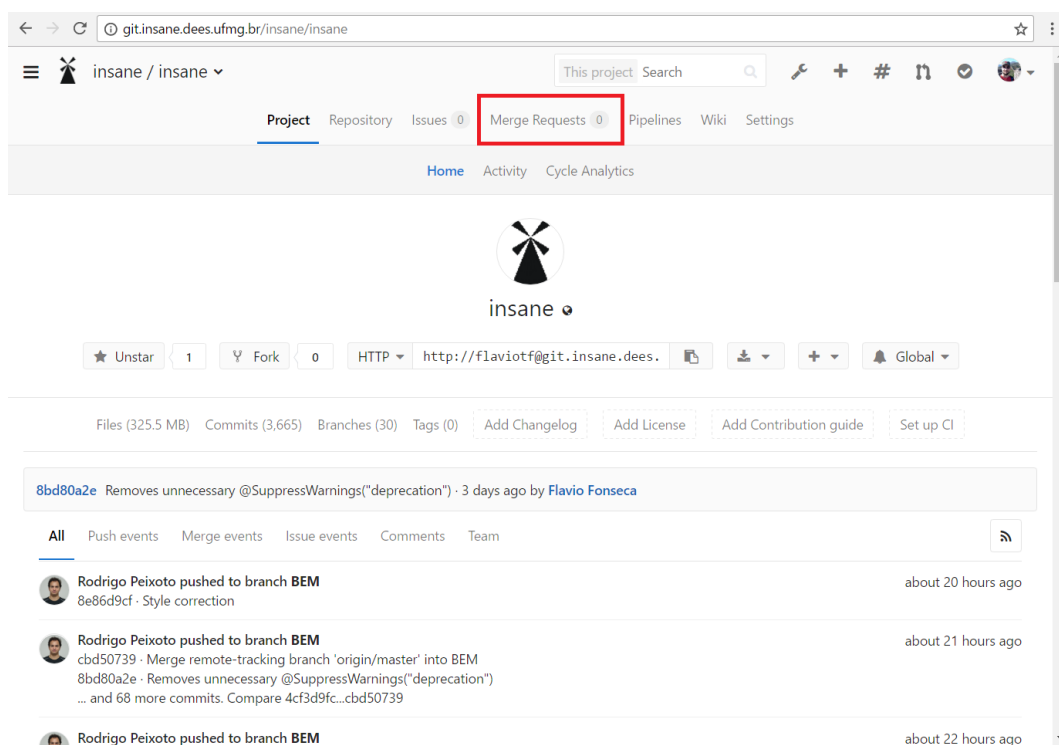 git.insane.dees.ufmg.br/insane/insane
insane / insane
This project Search
Project Repository Issues 0 Merge Requests 0 Pipelines Wiki Settings
Home Activity Cycle Analytics
insane
Unstar 1 Fork 0 HTTP http://flaviotf@git.insane.dees. Global
Files (325.5 MB) Commits (3,665) Branches (30) Tags (0) Add Changelog Add License Add Contribution guide Set up CI
8bd80a2e Removes unnecessary @SuppressWarnings("deprecation") · 3 days ago by Flavio Fonseca
All Push events Merge events Issue events Comments Team
Rodrigo Peixoto pushed to branch BEM about 20 hours ago
8e86d9cf · Style correction
Rodrigo Peixoto pushed to branch BEM about 21 hours ago
cbd50739 · Merge remote-tracking branch 'origin/master' into BEM
8bd80a2e · Removes unnecessary @SuppressWarnings("deprecation")
... and 68 more commits. Compare 4cf3d9fc...cbd50739
Rodrigo Peixoto pushed to branch BEM about 22 hours ago